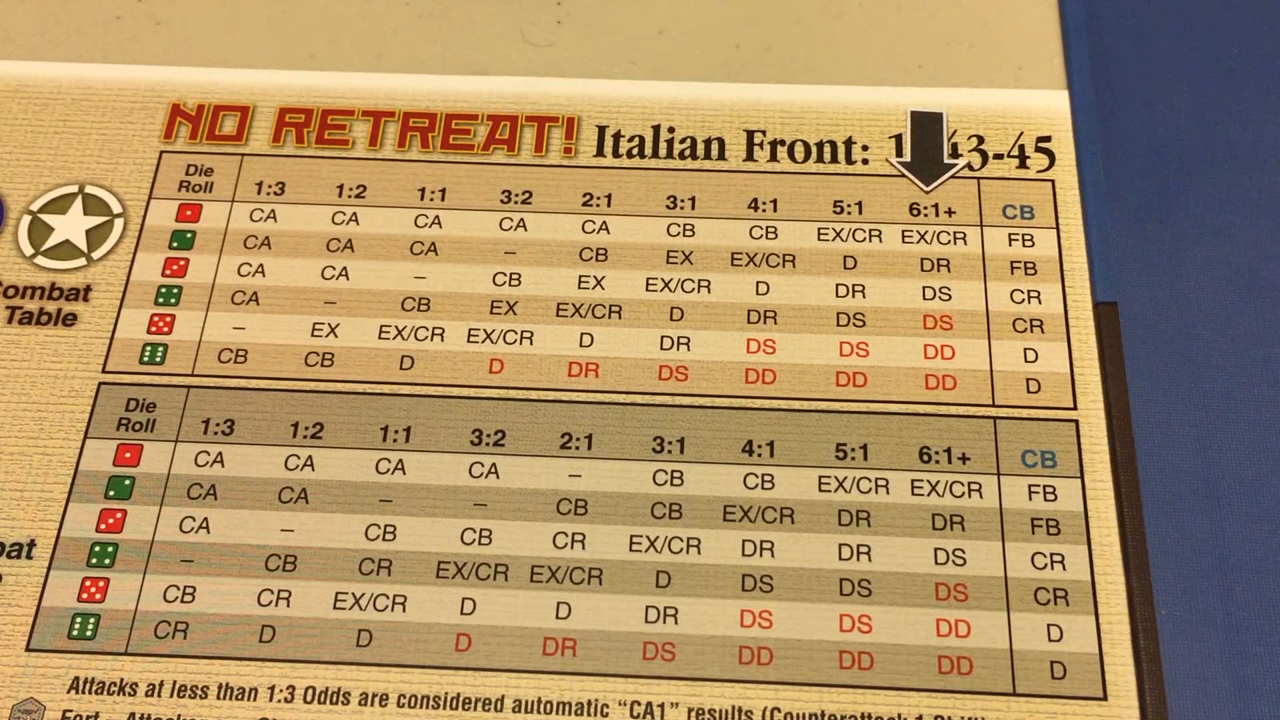 NO RETREAT! Italian Front: 43-45
Die Roll 1:3 1:2 1:1 3:2 2:1 3:1 4:1 5:1 6:1+ CB
CA CA CA CA CA CB CB EX/CR EX/CR FB
CA CA CA – CB EX EX/CR D DR FB
CA CA – CB EX EX/CR D DR DS CR
CA – CB EX EX/CR D DR DS DS CR
– EX EX/CR EX/CR D DR DS DS DD D
CB CB D D DR DS DD DD DD D
Combat
Table
Die Roll 1:3 1:2 1:1 3:2 2:1 3:1 4:1 5:1 6:1+ CB
CA CA CA CA – CB CB EX/CR EX/CR FB
CA CA – – CB CB EX/CR DR DR FB
CA – CB CB CR EX/CR DR DR DS CR
– CB CR EX/CR EX/CR D DS DS DS CR
CB CR EX/CR D D DR DS DS DD D
CR D D D DR DS DD DD DD D
Attacks at less than 1:3 Odds are considered automatic “CA1” results (Counterattack 1